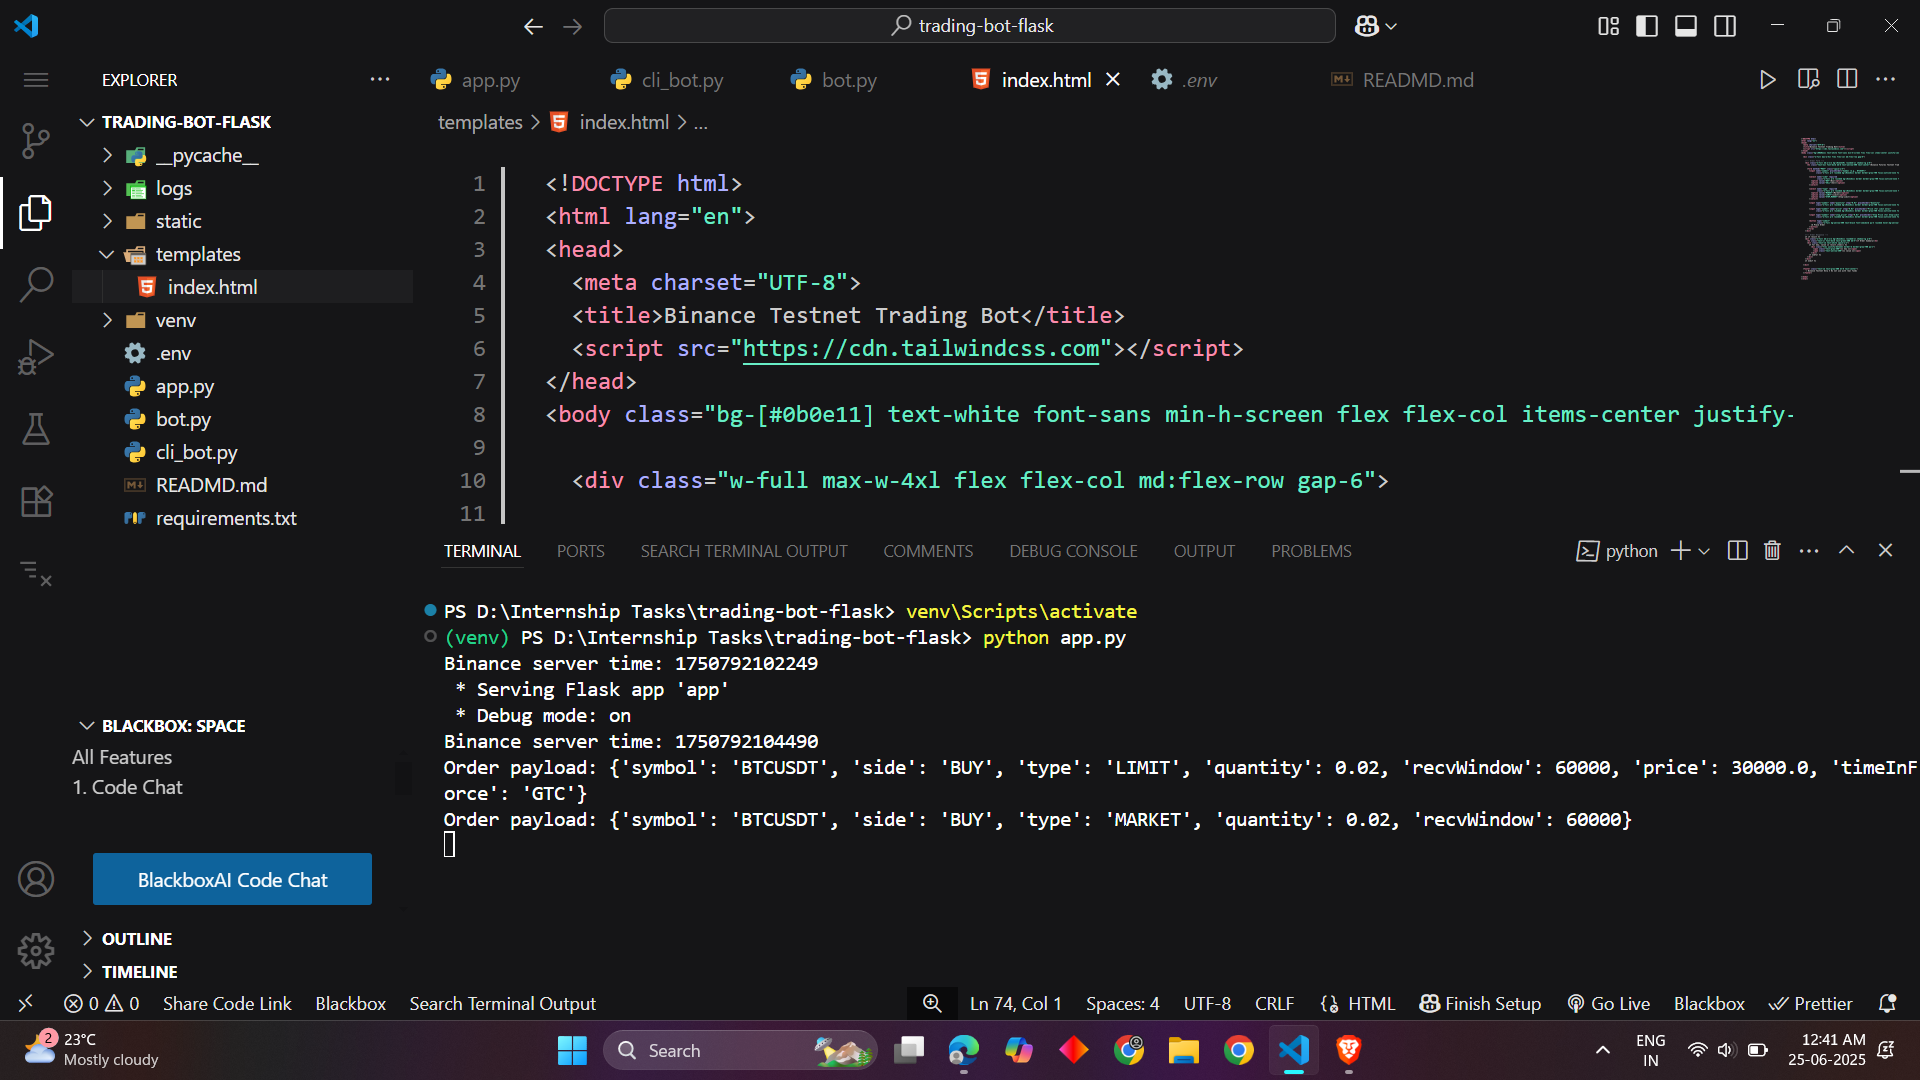 trading-bot-flask
EXPLORER
TRADING-BOT-FLASK
__pycache__
logs
static
templates
index.html
venv
.env
app.py
bot.py
cli_bot.py
READMD.md
requirements.txt
BLACKBOX: SPACE
All Features
1. Code Chat
BlackboxAI Code Chat
OUTLINE
TIMELINE
app.py cli_bot.py bot.py index.html .env READMD.md
templates > index.html > ...
1 <!DOCTYPE html>
2 <html lang="en">
3 <head>
4 <meta charset="UTF-8">
5 <title>Binance Testnet Trading Bot</title>
6 <script src="https://cdn.tailwindcss.com"></script>
7 </head>
8 <body class="bg-[#0b0e11] text-white font-sans min-h-screen flex flex-col items-center justify-
9
10 <div class="w-full max-w-4xl flex flex-col md:flex-row gap-6">
11
TERMINAL PORTS SEARCH TERMINAL OUTPUT COMMENTS DEBUG CONSOLE OUTPUT PROBLEMS python
PS D:\Internship Tasks\trading-bot-flask> venv\Scripts\activate
(venv) PS D:\Internship Tasks\trading-bot-flask> python app.py
Binance server time: 1750792102249
* Serving Flask app 'app'
* Debug mode: on
Binance server time: 1750792104490
Order payload: {'symbol': 'BTCUSDT', 'side': 'BUY', 'type': 'LIMIT', 'quantity': 0.02, 'recvWindow': 60000, 'price': 30000.0, 'timeInF
orce': 'GTC'}
Order payload: {'symbol': 'BTCUSDT', 'side': 'BUY', 'type': 'MARKET', 'quantity': 0.02, 'recvWindow': 60000}
0 0 Share Code Link Blackbox Search Terminal Output Ln 74, Col 1 Spaces: 4 UTF-8 CRLF HTML Finish Setup Go Live Blackbox Prettier
2 23°C
Mostly cloudy
Search
ENG
IN
12:41 AM
25-06-2025